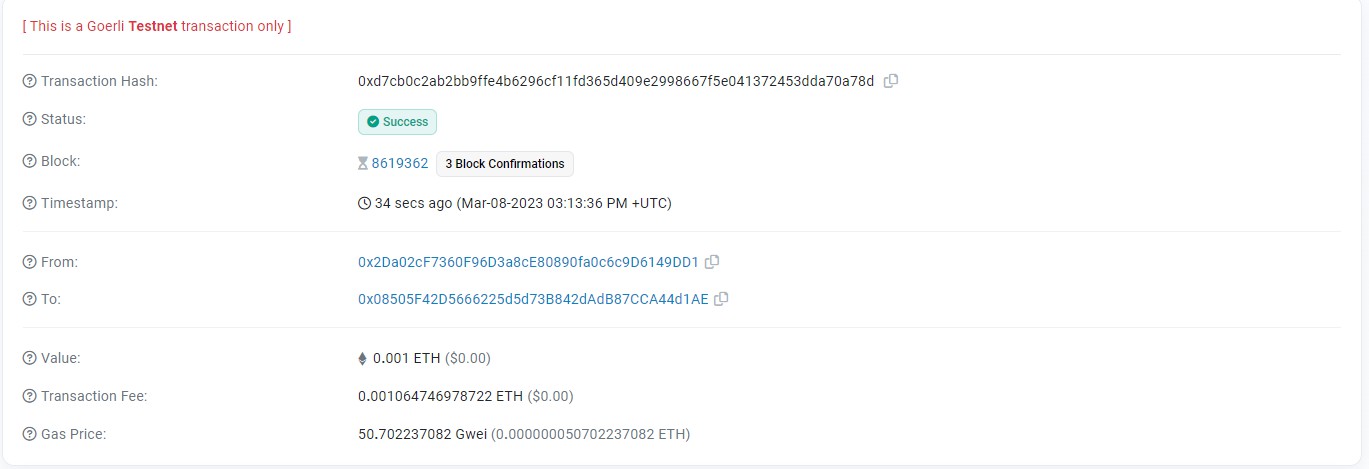 [ This is a Goerli Testnet transaction only ]
Transaction Hash: 0xd7cb0c2ab2bb9ffe4b6296cf11fd365d409e2998667f5e041372453dda70a78d
Status: Success
Block: 8619362 3 Block Confirmations
Timestamp: 34 secs ago (Mar-08-2023 03:13:36 PM +UTC)
From: 0x2Da02cF7360F96D3a8cE80890fa0c6c9D6149DD1
To: 0x08505F42D5666225d5d73B842dAdB87CCA44d1AE
Value: 0.001 ETH ($0.00)
Transaction Fee: 0.001064746978722 ETH ($0.00)
Gas Price: 50.702237082 Gwei (0.000000050702237082 ETH)